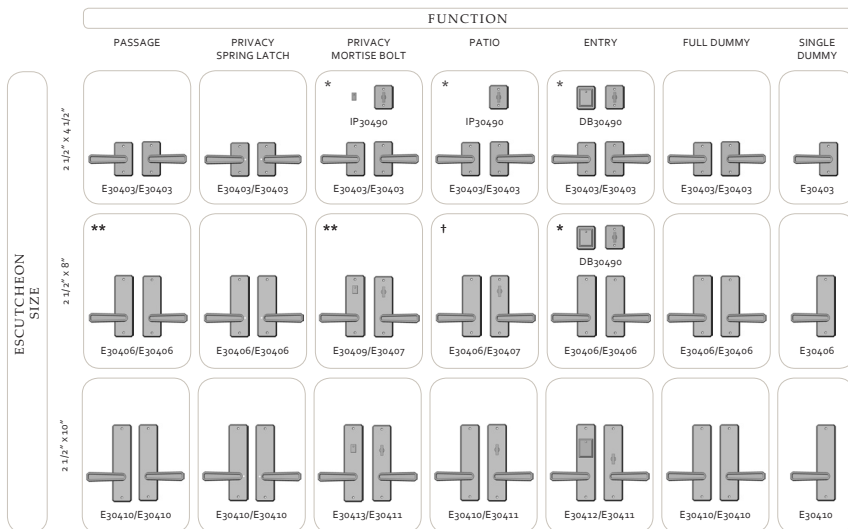 FUNCTION
PASSAGE
PRIVACY
SPRING LATCH
PRIVACY
MORTISE BOLT
PATIO
ENTRY
FULL DUMMY
SINGLE
DUMMY
ESCUTCHEON
SIZE
2 1/2" x 4 1/2"
E30403/E30403
E30403/E30403
*
IP30490
E30403/E30403
*
IP30490
E30403/E30403
*
DB30490
E30403/E30403
E30403/E30403
E30403
2 1/2" x 8"
**
E30406/E30406
E30406/E30406
**
E30409/E30407
†
E30406/E30407
*
DB30490
E30406/E30406
E30406/E30406
E30406
2 1/2" x 10"
E30410/E30410
E30410/E30410
E30413/E30411
E30410/E30411
E30412/E30411
E30410/E30410
E30410